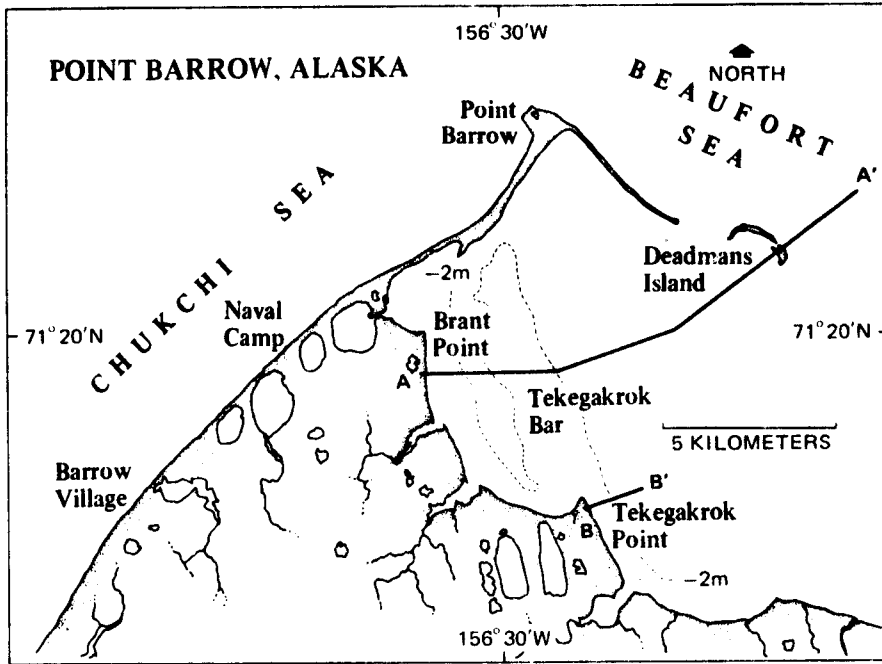 156° 30'W
POINT BARROW, ALASKA
NORTH
BEAUFORT
SEA
Point
Barrow
A'
CHUKCHI SEA
Deadmans
Island
-2m
Naval
Camp
71° 20'N
Brant
Point
71° 20'N
A
Tekegakrok
Bar
5 KILOMETERS
Barrow
Village
B'
Tekegakrok
Point
B
-2m
156° 30'W